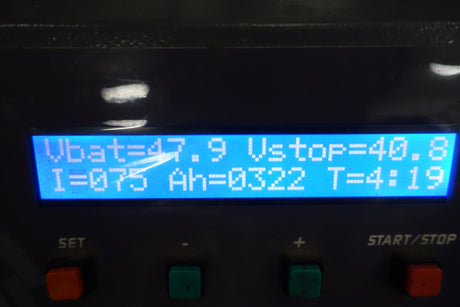 Vbat=47.9 Vstop=40.8
I=075 Ah=0322 T=4:19
SET - + START/STOP